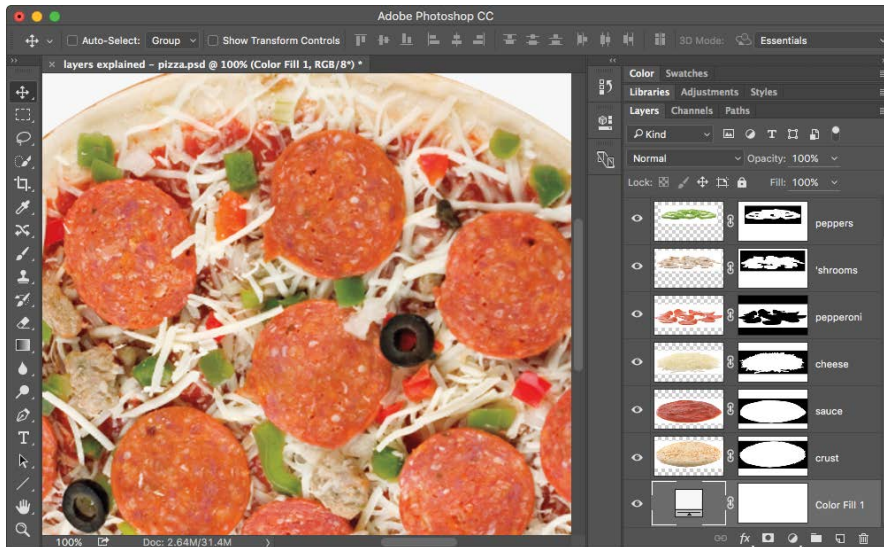 Adobe Photoshop CC
Auto-Select: Group Show Transform Controls 3D Mode: Essentials
× layers explained – pizza.psd @ 100% (Color Fill 1, RGB/8*) *
Color Swatches
Libraries Adjustments Styles
Layers Channels Paths
Kind
Normal Opacity: 100%
Lock: Fill: 100%
peppers
'shrooms
pepperoni
cheese
sauce
crust
Color Fill 1
100% Doc: 2.64M/31.4M
fx